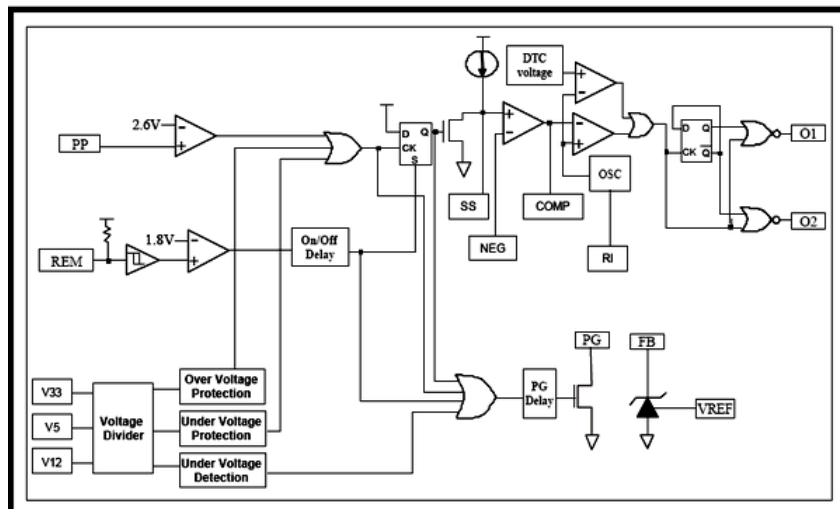 DTC
voltage
2.6V
PP
D
Q
CK
S
D
Q
CK
Q
O1
O2
OSC
SS
COMP
NEG
RI
1.8V
REM
On/Off
Delay
V33
V5
V12
Voltage
Divider
Over Voltage
Protection
Under Voltage
Protection
Under Voltage
Detection
PG
Delay
PG
FB
VREF